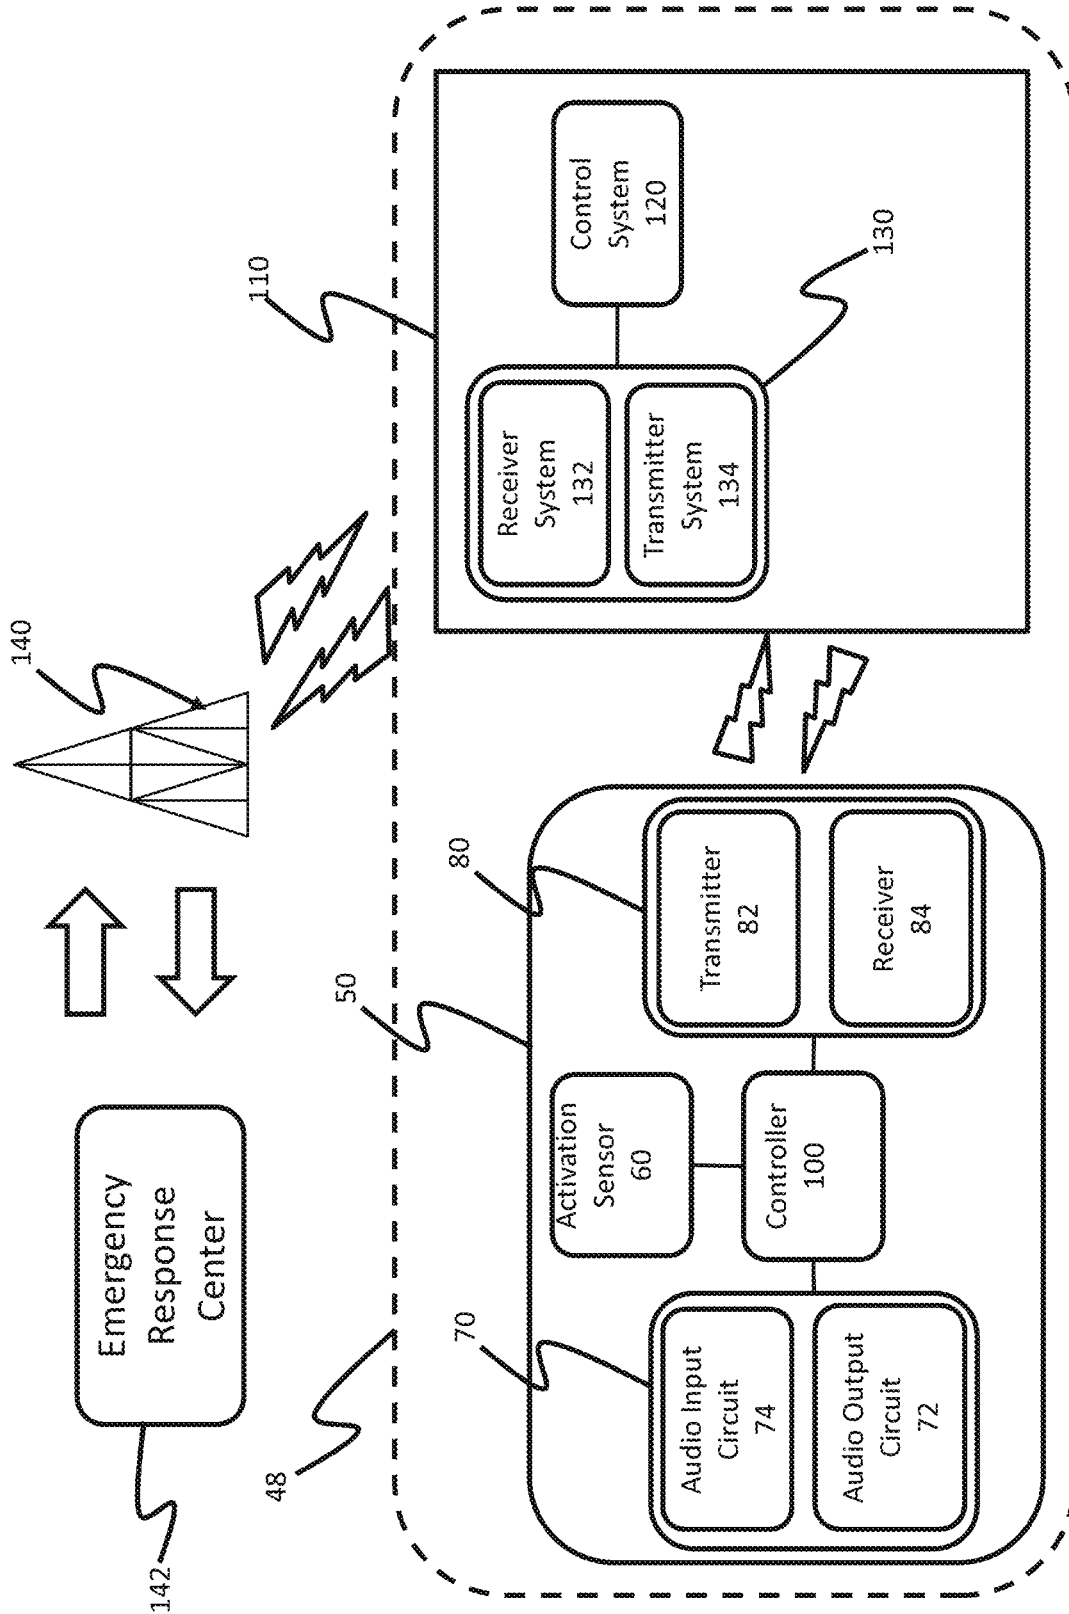 142
Emergency
Response
Center
140
48
110
50
70
80
Audio Input
Circuit
74
Audio Output
Circuit
72
Activation
Sensor
60
Controller
100
Transmitter
82
Receiver
84
Receiver
System
132
Transmitter
System
134
Control
System
120
130